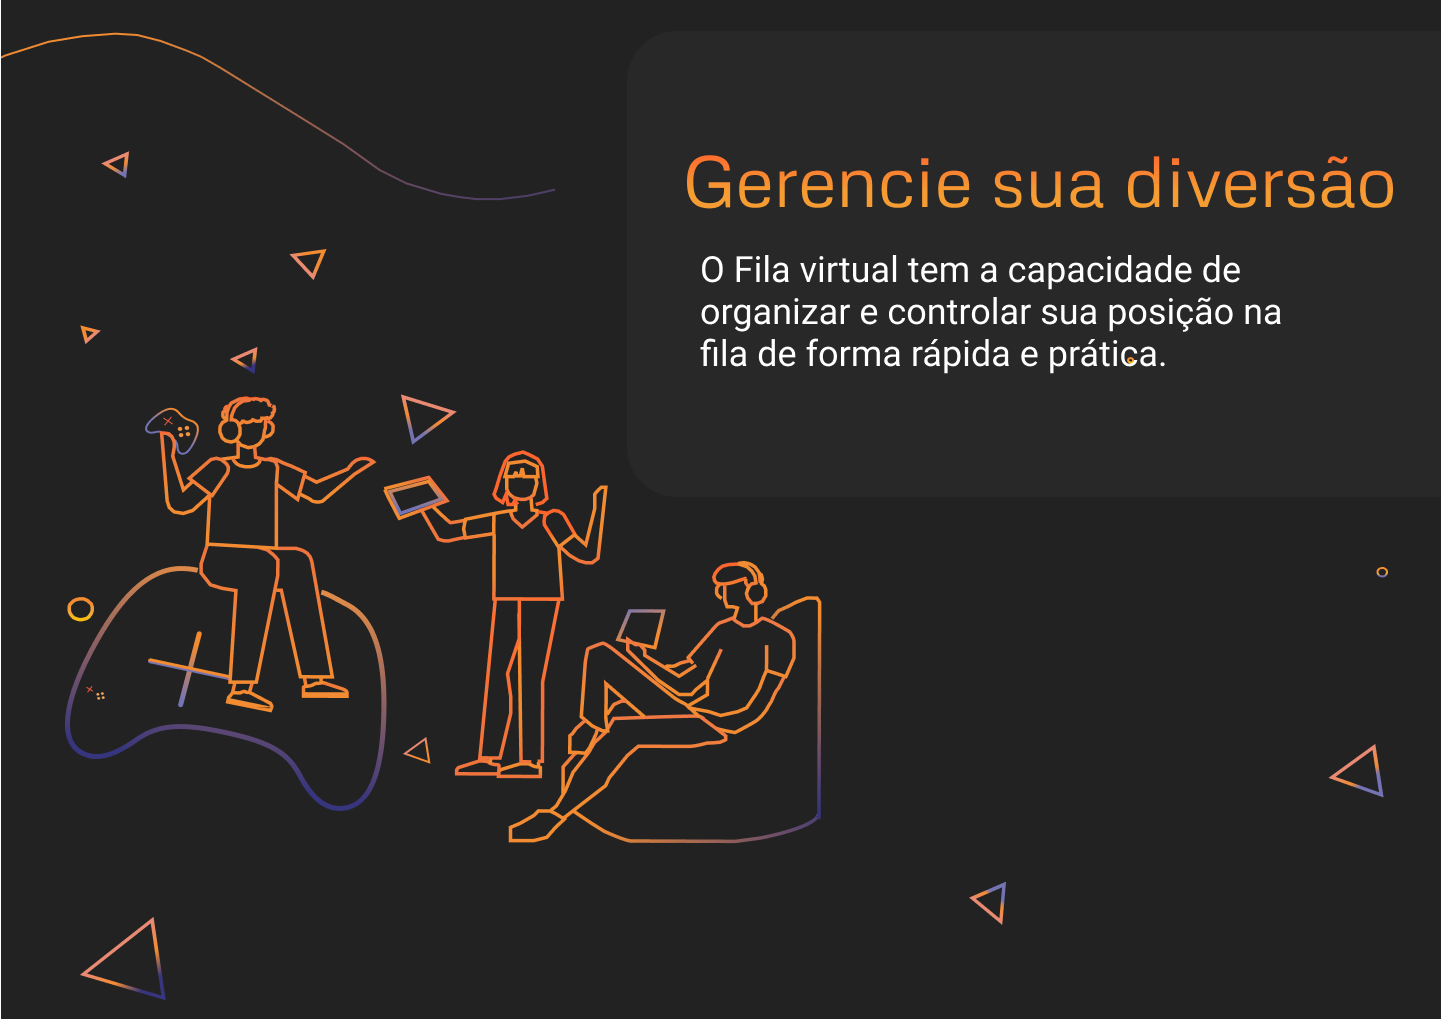 Gerencie sua diversão
O Fila virtual tem a capacidade de
organizar e controlar sua posição na
fila de forma rápida e prática.